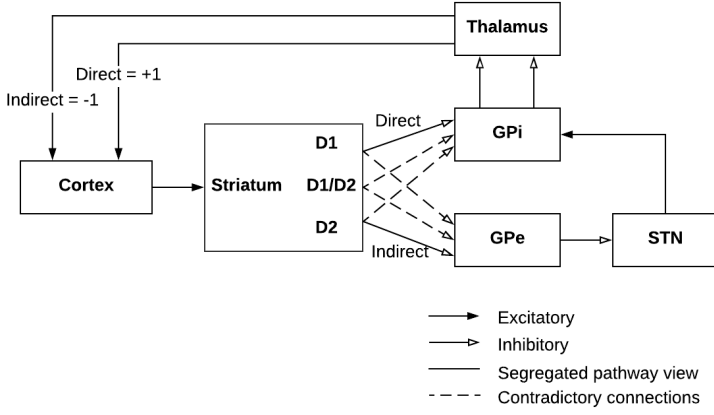 Thalamus
Direct = +1
Indirect = -1
Direct
D1
GPi
Cortex
Striatum
D1/D2
D2
GPe
STN
Indirect
Excitatory
Inhibitory
Segregated pathway view
Contradictory connections